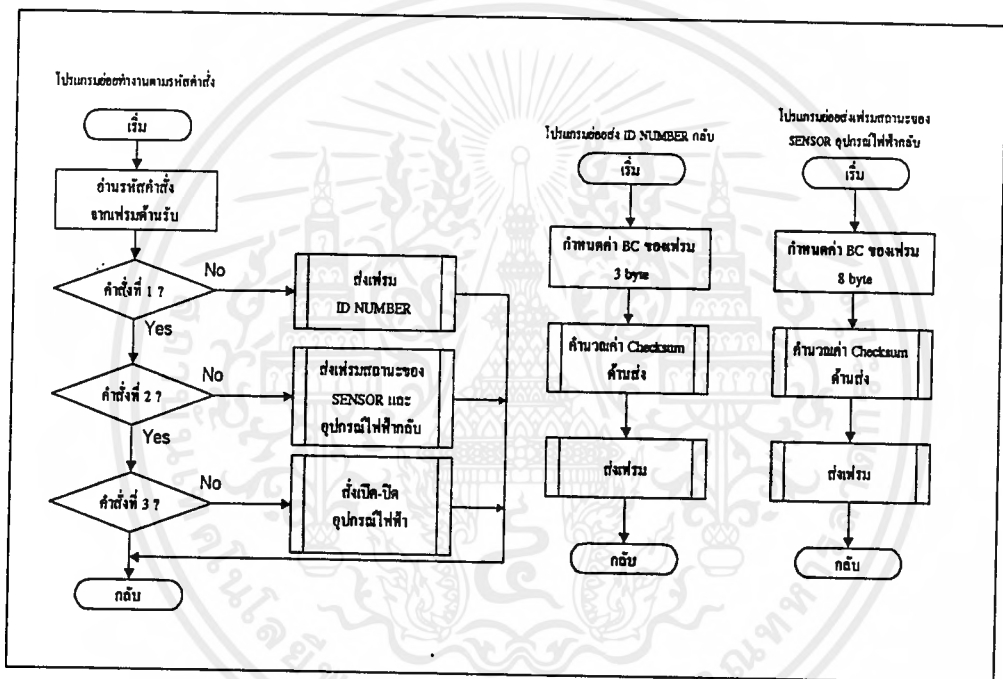 โปรแกรมย่อยทำงานตามรหัสคำสั่ง
เริ่ม
อ่านรหัสคำสั่ง
จากเฟรมด้านรับ
คำสั่งที่ 1 ?
No
Yes
ส่งเฟรม
ID NUMBER
คำสั่งที่ 2 ?
No
Yes
ส่งเฟรมสถานะของ
SENSOR และ
อุปกรณ์ไฟฟ้ากลับ
คำสั่งที่ 3 ?
No
สั่งเปิด-ปิด
อุปกรณ์ไฟฟ้า
กลับ
โปรแกรมย่อยส่ง ID NUMBER กลับ
เริ่ม
กำหนดค่า BC ของเฟรม
3 byte
คำนวณค่า Checksum
ด้านส่ง
ส่งเฟรม
กลับ
โปรแกรมย่อยส่งเฟรมสถานะของ
SENSOR อุปกรณ์ไฟฟ้ากลับ
เริ่ม
กำหนดค่า BC ของเฟรม
8 byte
คำนวณค่า Checksum
ด้านส่ง
ส่งเฟรม
กลับ